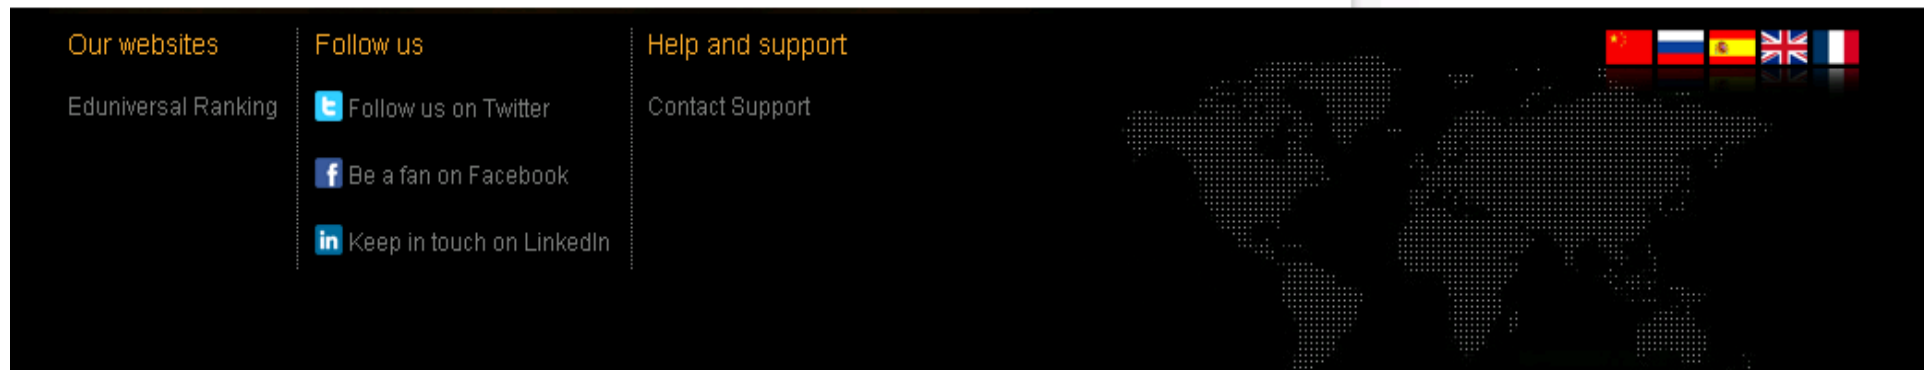 Our websites
Eduniversal Ranking
Follow us
Follow us on Twitter
Be a fan on Facebook
Keep in touch on LinkedIn
Help and support
Contact Support